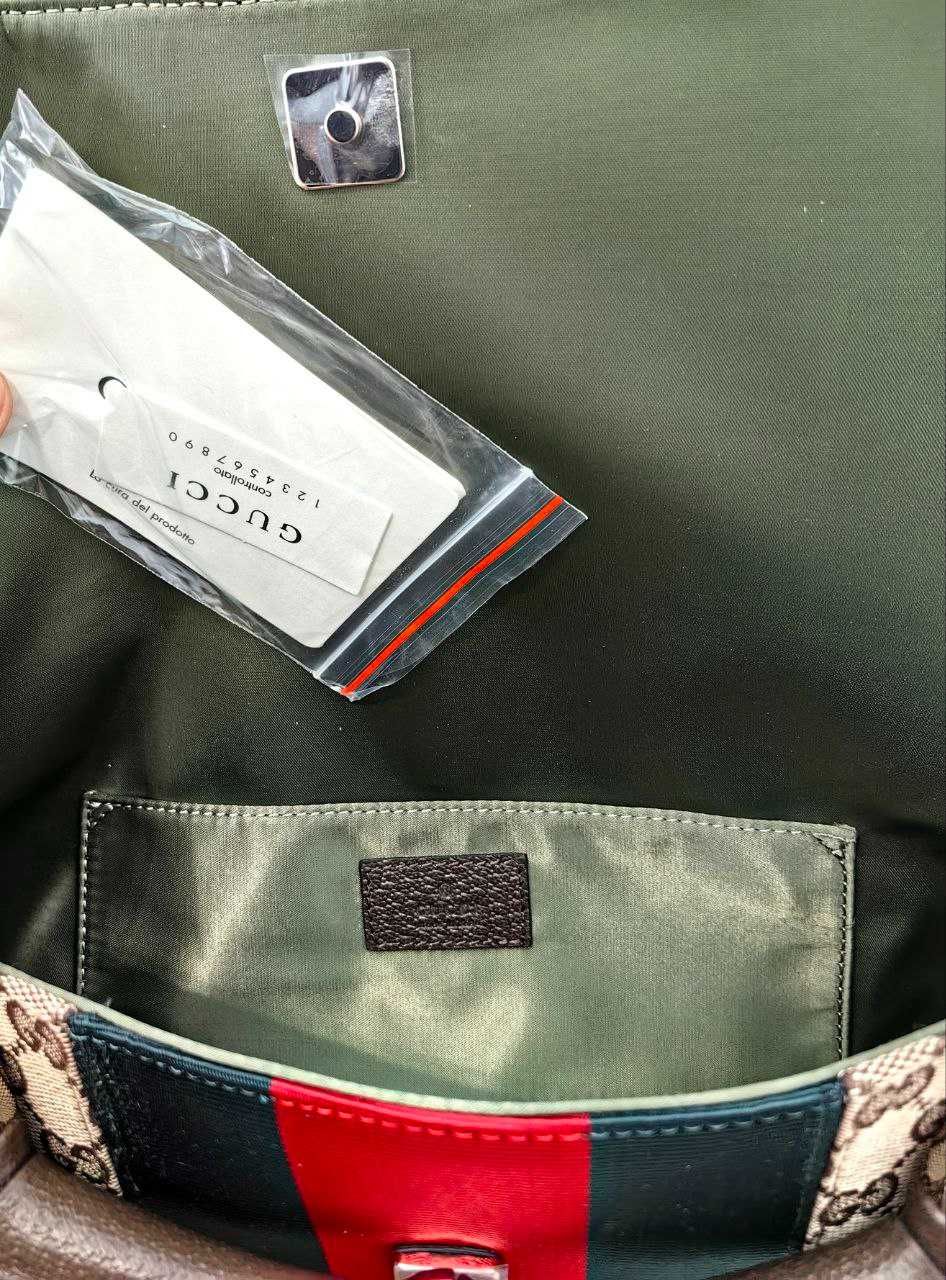 GUCCI
controllato
1 2 3 4 5 6 7 8 9 0
La cura del prodotto